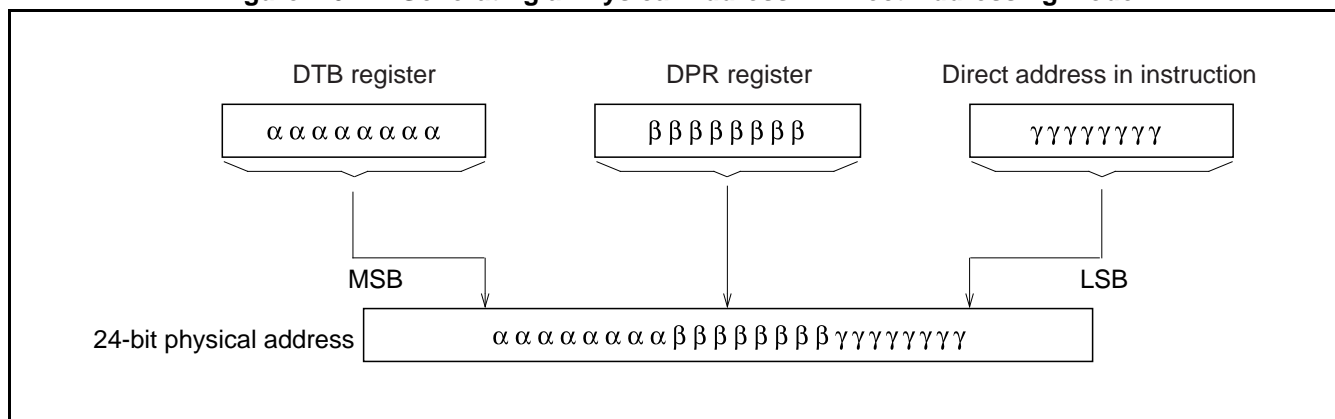 DTB register DPR register Direct address in instruction
α α α α α α α α β β β β β β β β γ γ γ γ γ γ γ γ
MSB LSB
24-bit physical address α α α α α α α α β β β β β β β β γ γ γ γ γ γ γ γ